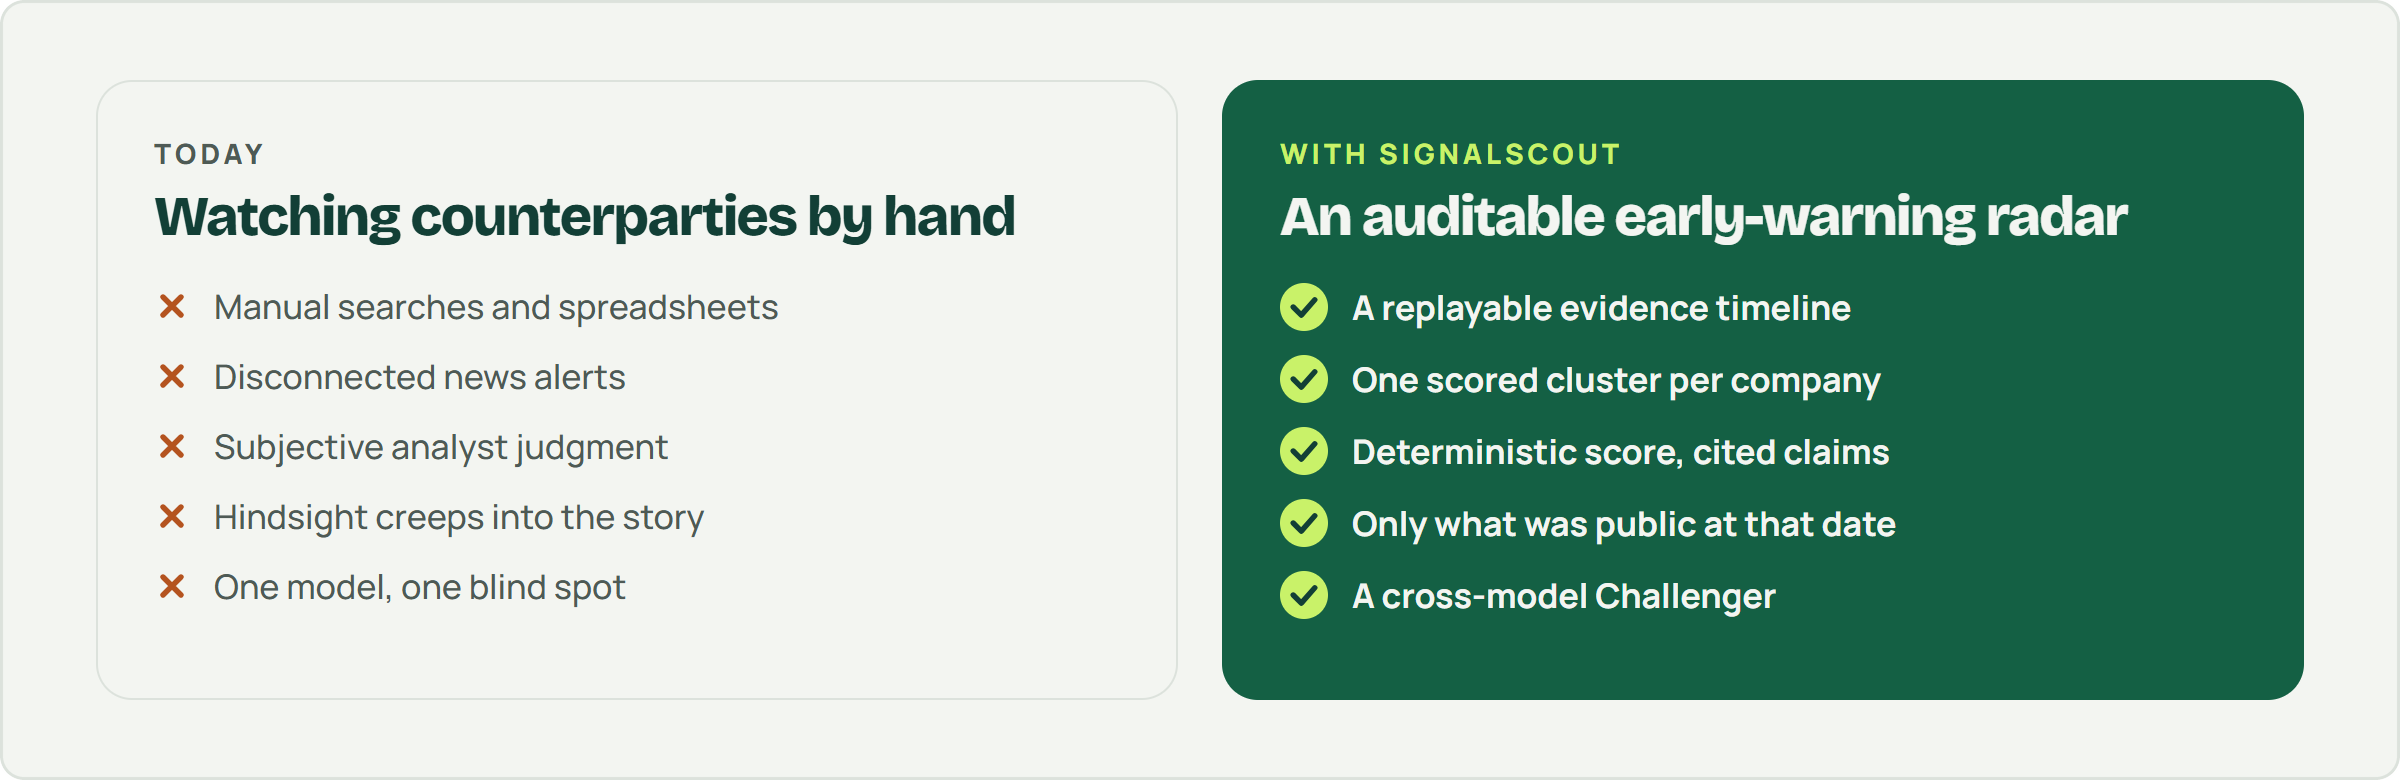 TODAY
Watching counterparties by hand
Manual searches and spreadsheets
Disconnected news alerts
Subjective analyst judgment
Hindsight creeps into the story
One model, one blind spot
WITH SIGNALSCOUT
An auditable early-warning radar
A replayable evidence timeline
One scored cluster per company
Deterministic score, cited claims
Only what was public at that date
A cross-model Challenger